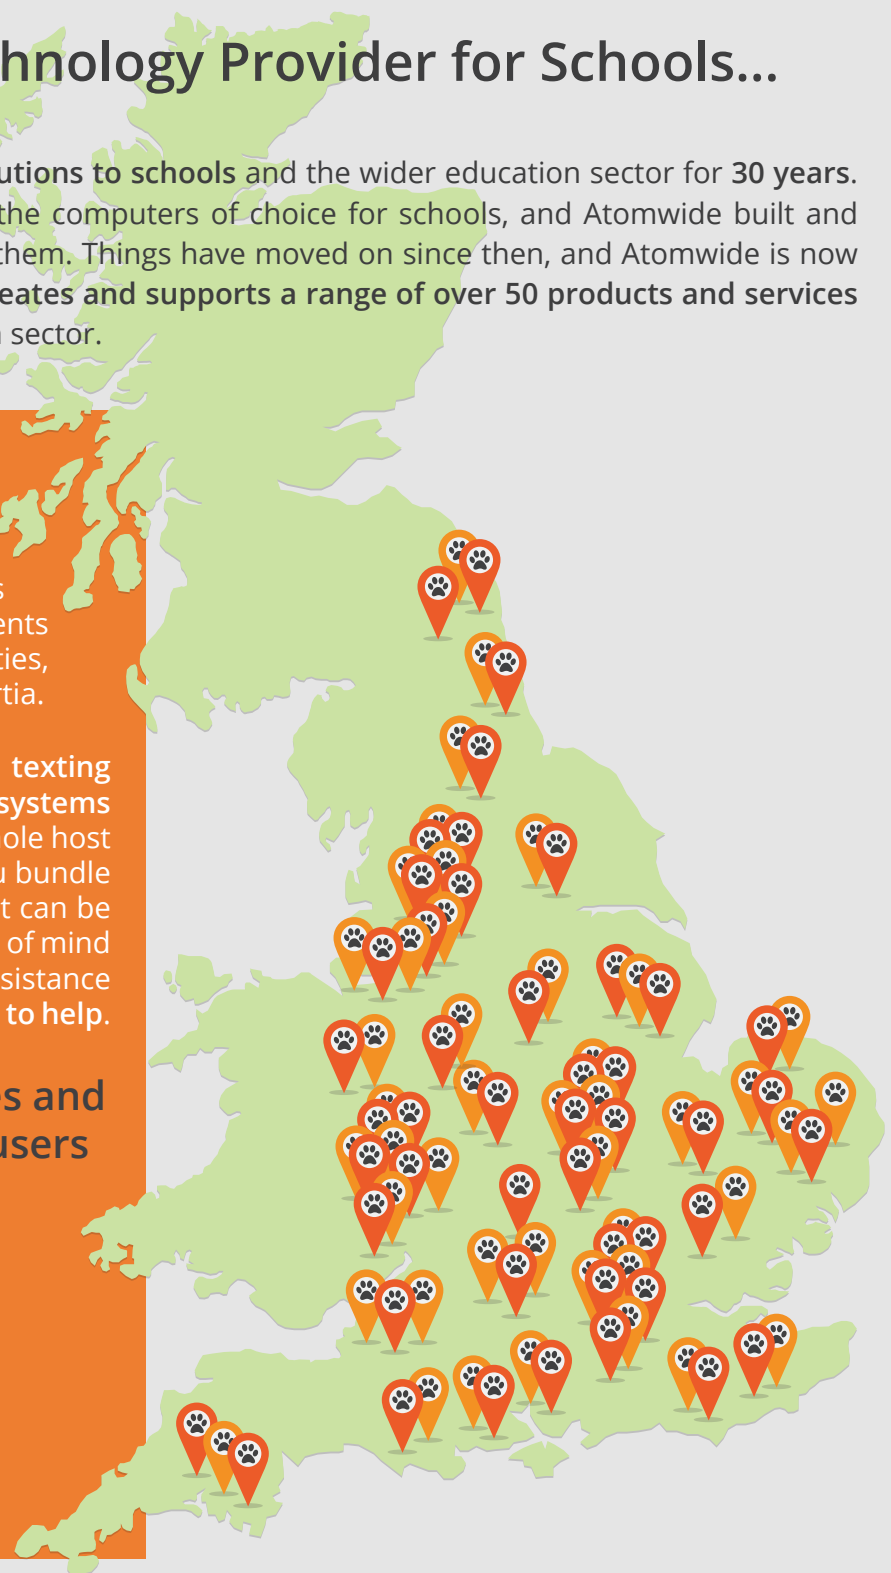 hnology Provider for Schools...
utions to schools and the wider education sector for 30 years.
the computers of choice for schools, and Atomwide built and
them. Things have moved on since then, and Atomwide is now
eates and supports a range of over 50 products and services
sector.
s
ents
ties,
rtia.
texting
systems
ole host
u bundle
t can be
of mind
sistance
to help.
es and
users